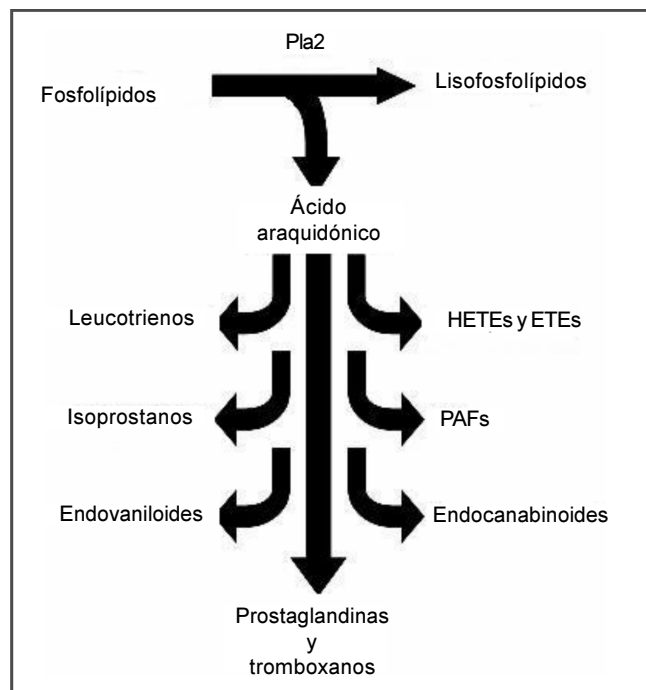 Pla2
Fosfolípidos
Lisofosfolípidos
Ácido
araquidónico
Leucotrienos
HETEs y ETEs
Isoprostanos
PAFs
Endovaniloides
Endocanabinoides
Prostaglandinas
y
tromboxanos